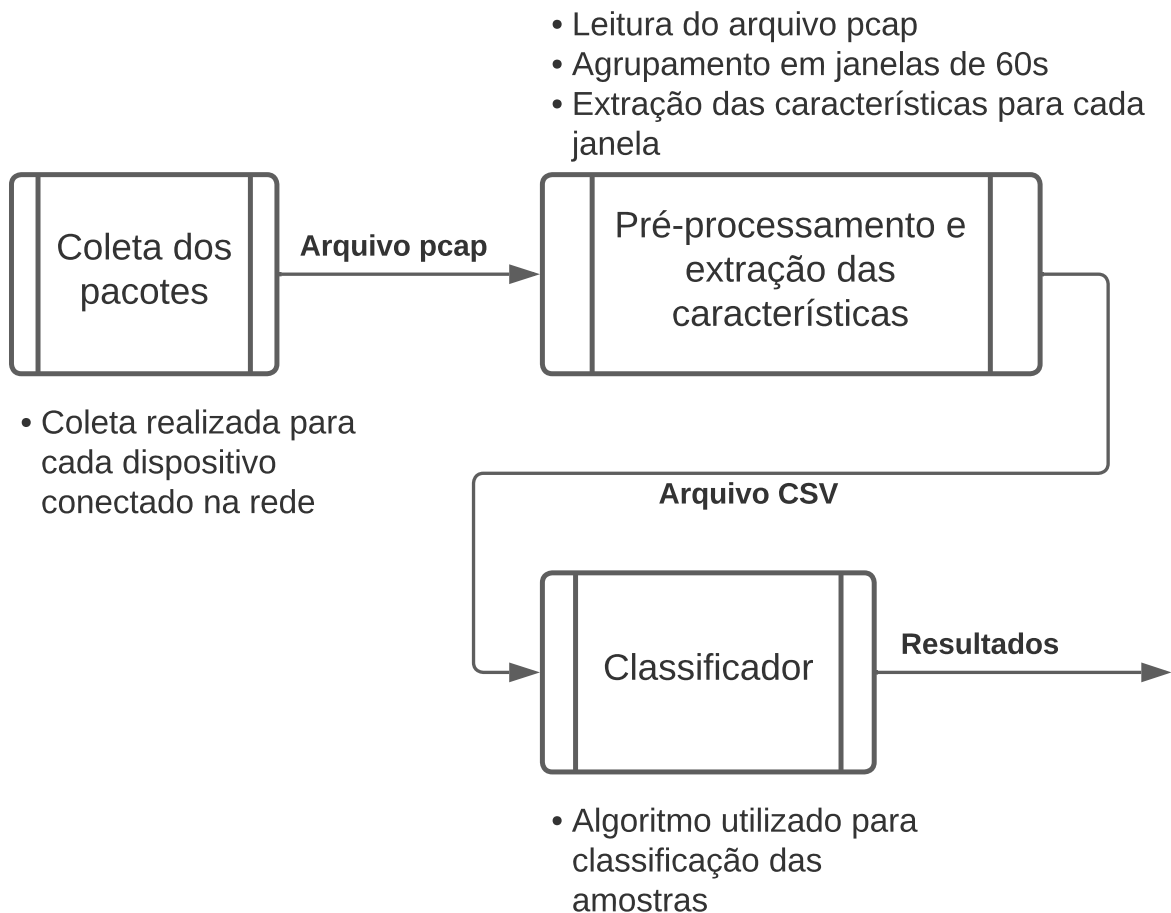 • Leitura do arquivo pcap
• Agrupamento em janelas de 60s
• Extração das características para cada
janela
Coleta dos
pacotes
Arquivo pcap
Pré-processamento e
extração das
características
• Coleta realizada para
cada dispositivo
conectado na rede
Arquivo CSV
Classificador
Resultados
• Algoritmo utilizado para
classificação das
amostras